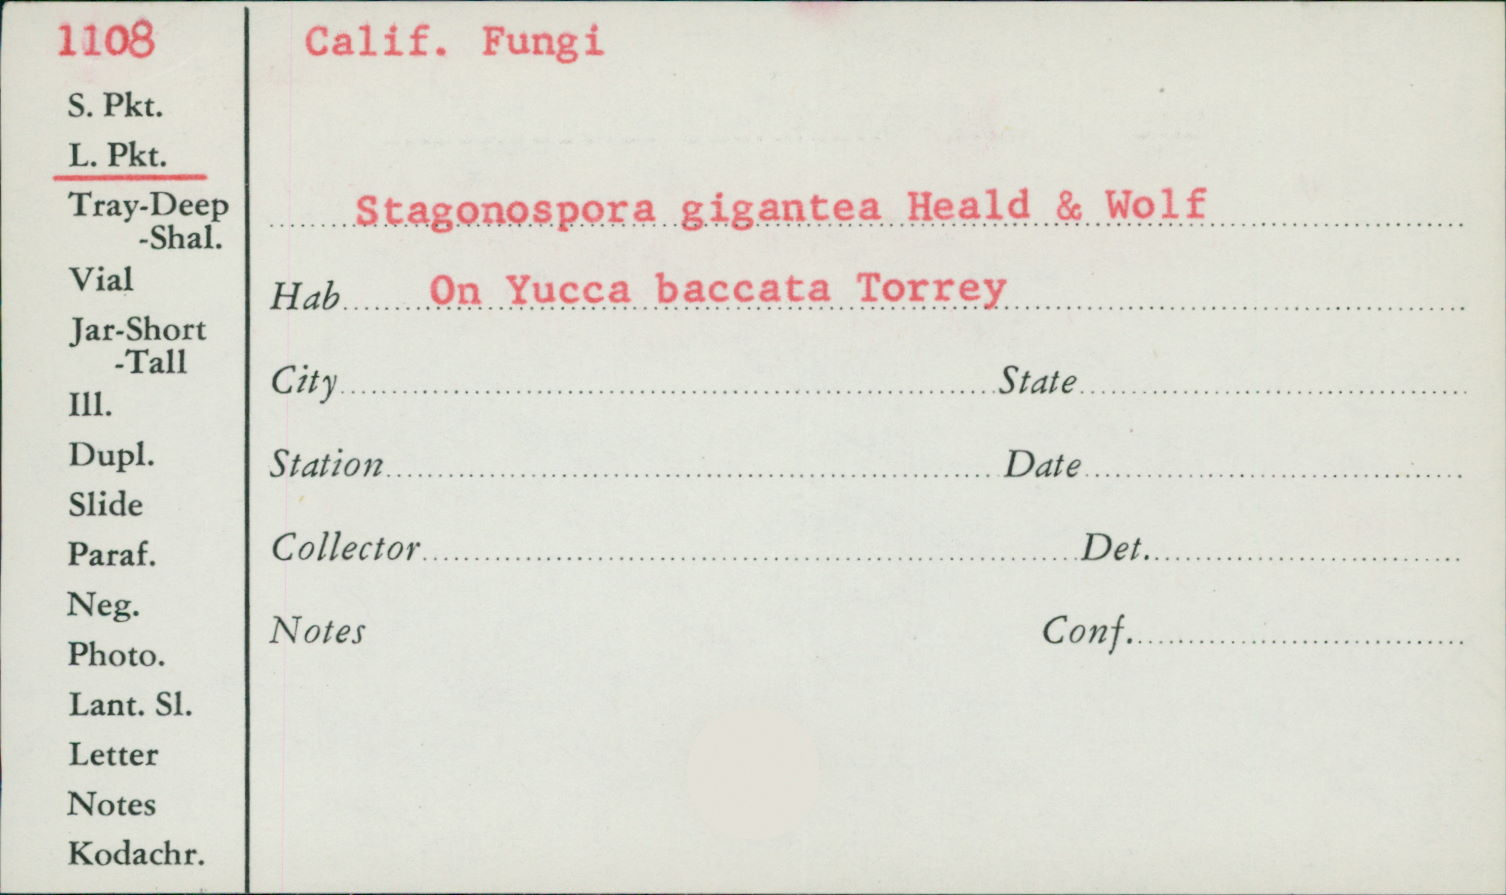 1108
Calif. Fungi
S. Pkt.
L. Pkt.
Tray-Deep
-Shal.
Vial
Jar-Short
-Tall
Ill.
Dupl.
Slide
Paraf.
Neg.
Photo.
Lant. Sl.
Letter
Notes
Kodachr.
Stagonospora gigantea Heald & Wolf
Hab On Yucca baccata Torrey
City State
Station Date
Collector Det.
Notes Conf.